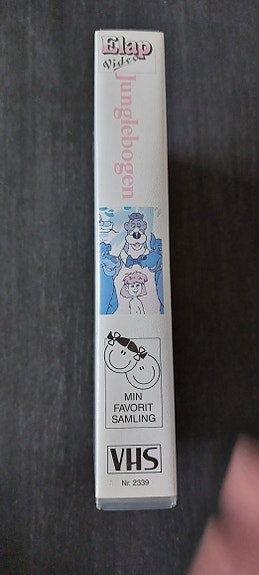 Elap
Video
Junglebogen
MIN
FAVORIT
SAMLING
VHS
Nr. 2339